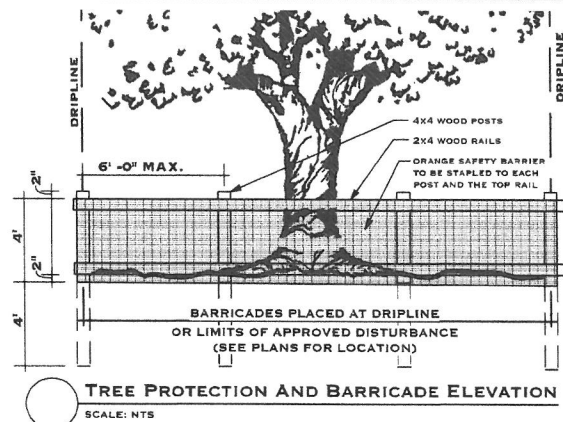 DRIPLINE
DRIPLINE
4x4 WOOD POSTS
2x4 WOOD RAILS
6' -0" MAX.
ORANGE SAFETY BARRIER
TO BE STAPLED TO EACH
POST AND THE TOP RAIL
2"
4'
2"
4'
BARRICADES PLACED AT DRIPLINE
OR LIMITS OF APPROVED DISTURBANCE
(SEE PLANS FOR LOCATION)
TREE PROTECTION AND BARRICADE ELEVATION
SCALE: NTS